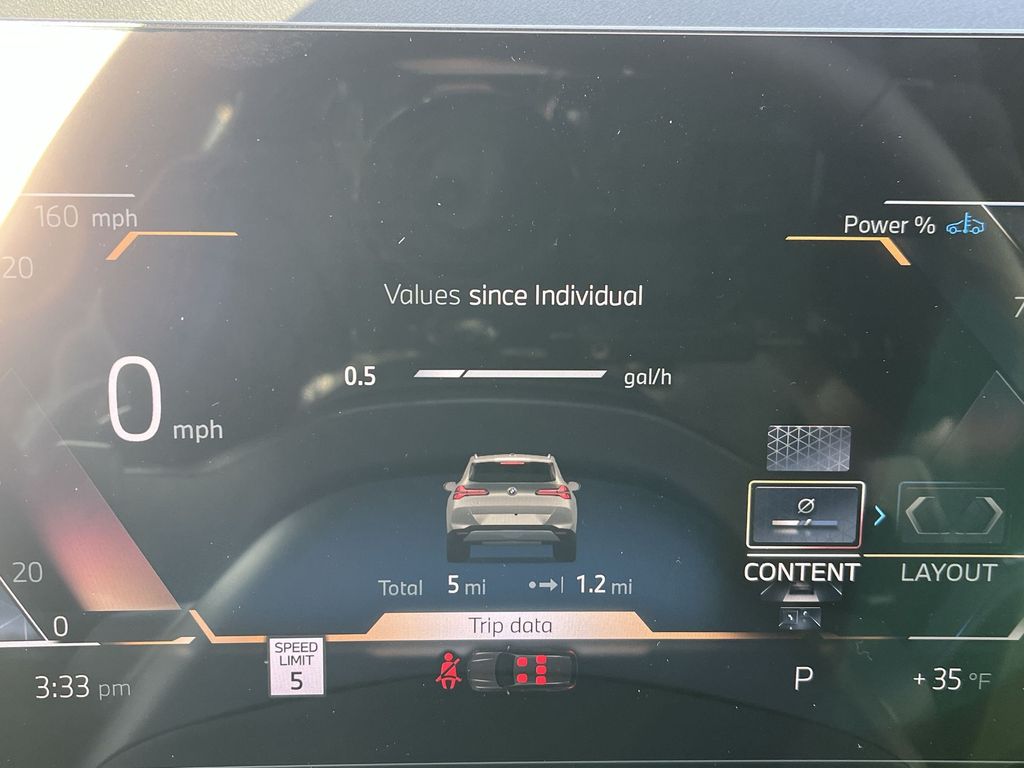 160 mph
Power %
20
Values since Individual
7
0.5 gal/h
0 mph
CONTENT
LAYOUT
20
Total 5 mi 1.2 mi
0
Trip data
SPEED
LIMIT
5
3:33 pm
P
+35 °F